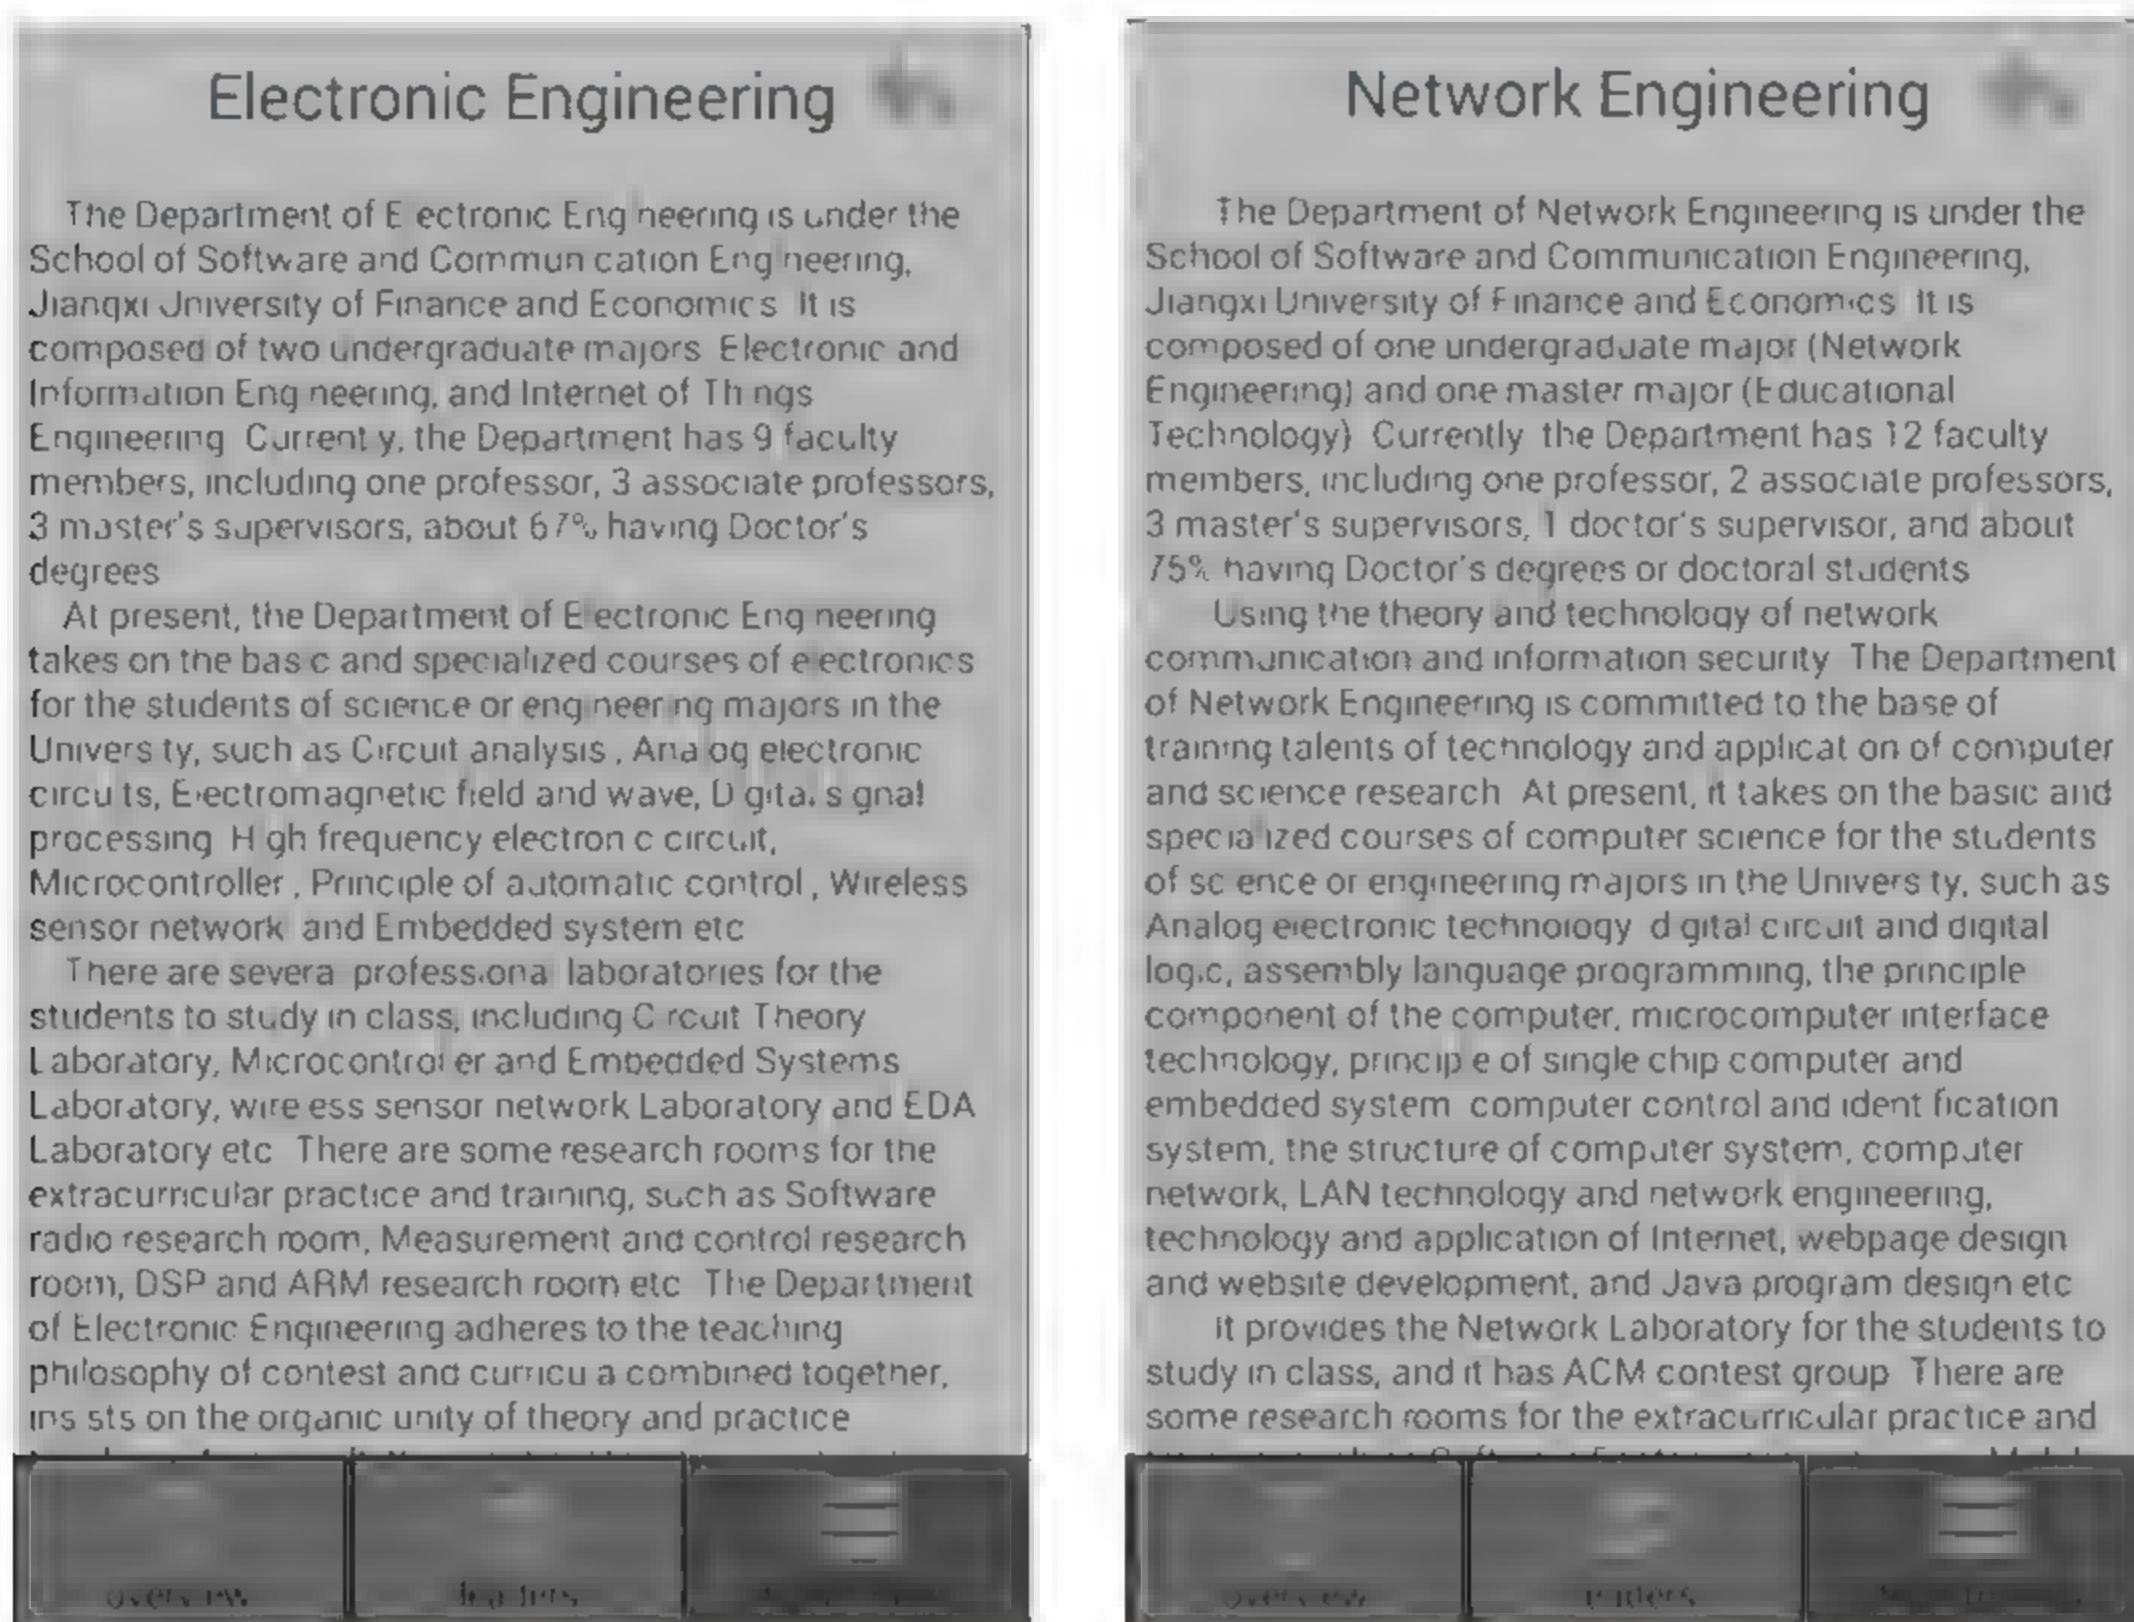 Electronic Engineering
The Department of Electronic Engineering is under the
School of Software and Communication Engineering,
Jiangxi University of Finance and Economics It is
composed of two undergraduate majors Electronic and
Information Engineering, and Internet of Things
Engineering Currently, the Department has 9 faculty
members, including one professor, 3 associate professors,
3 master's supervisors, about 67% having Doctor's
degrees
At present, the Department of Electronic Engineering
takes on the basic and specialized courses of electronics
for the students of science or engineering majors in the
University, such as Circuit analysis , Analog electronic
circuits, Electromagnetic field and wave, Digital signal
processing High frequency electronic circuit,
Microcontroller , Principle of automatic control , Wireless
sensor network and Embedded system etc
There are several professional laboratories for the
students to study in class, including Circuit Theory
Laboratory, Microcontroller and Embedded Systems
Laboratory, wireless sensor network Laboratory and EDA
Laboratory etc There are some research rooms for the
extracurricular practice and training, such as Software
radio research room, Measurement and control research
room, DSP and ARM research room etc The Department
of Electronic Engineering adheres to the teaching
philosophy of contest and curricula combined together,
insists on the organic unity of theory and practice
overview
Network Engineering
The Department of Network Engineering is under the
School of Software and Communication Engineering,
Jiangxi University of Finance and Economics It is
composed of one undergraduate major (Network
Engineering) and one master major (Educational
Technology) Currently the Department has 12 faculty
members, including one professor, 2 associate professors,
3 master's supervisors, 1 doctor's supervisor, and about
75% having Doctor's degrees or doctoral students
Using the theory and technology of network
communication and information security The Department
of Network Engineering is committed to the base of
training talents of technology and application of computer
and science research At present, it takes on the basic and
specialized courses of computer science for the students
of science or engineering majors in the University, such as
Analog electronic technology digital circuit and digital
logic, assembly language programming, the principle
component of the computer, microcomputer interface
technology, principle of single chip computer and
embedded system computer control and identification
system, the structure of computer system, computer
network, LAN technology and network engineering,
technology and application of Internet, webpage design
and website development, and Java program design etc
It provides the Network Laboratory for the students to
study in class, and it has ACM contest group There are
some research rooms for the extracurricular practice and
overview